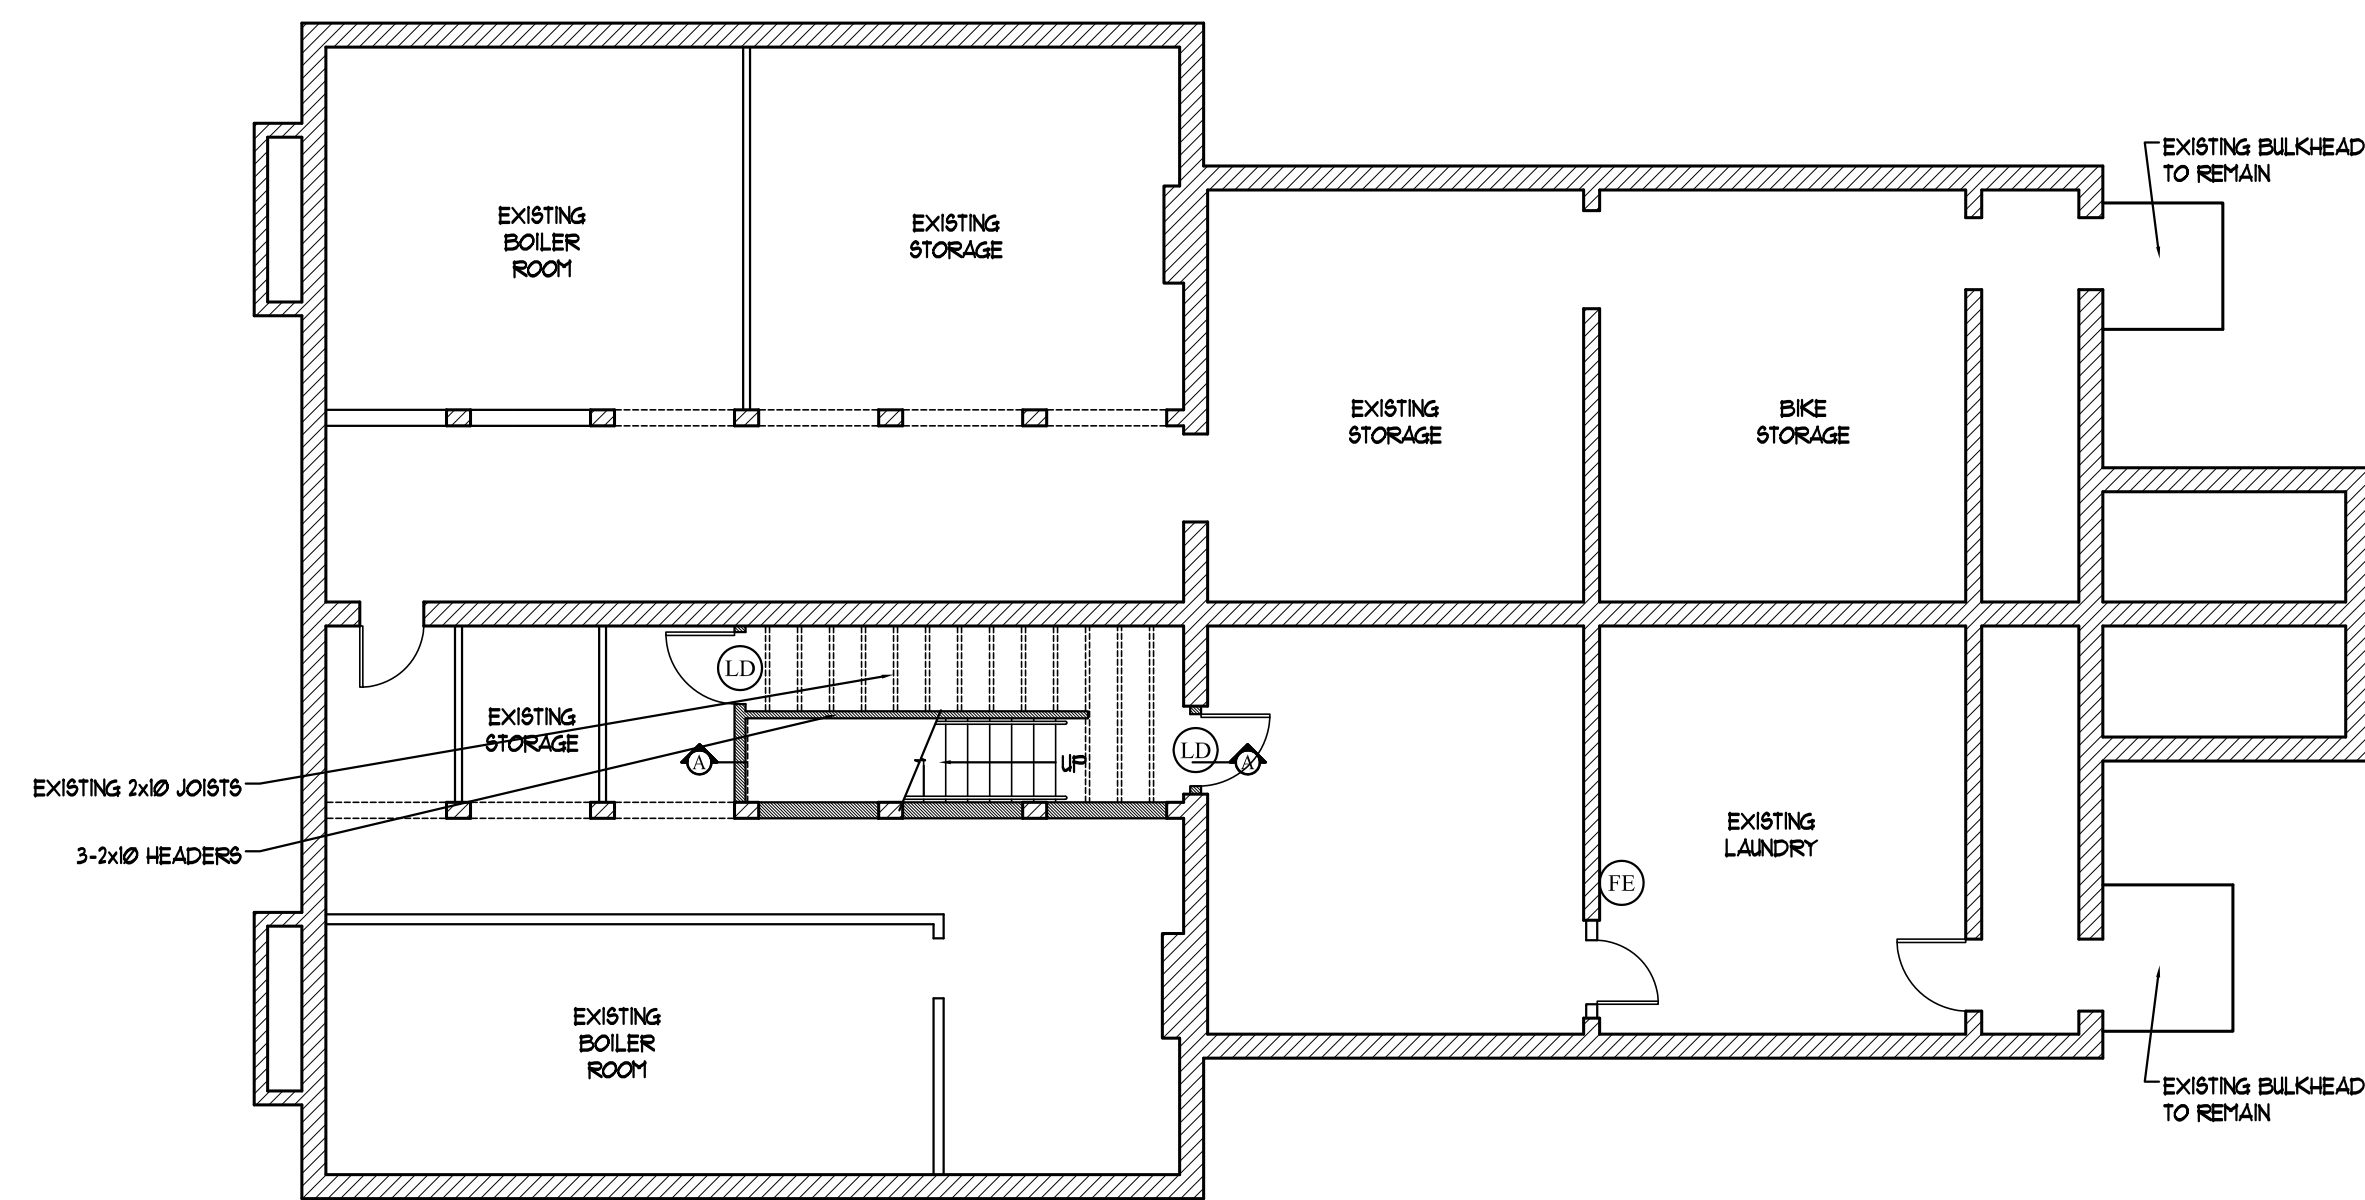 EXISTING BULKHEAD
TO REMAIN
EXISTING
BOILER
ROOM
EXISTING
STORAGE
EXISTING
STORAGE
BIKE
STORAGE
LD
EXISTING
STORAGE
A
UP
LD
A
EXISTING 2x10 JOISTS
3-2x10 HEADERS
EXISTING
LAUNDRY
FE
EXISTING
BOILER
ROOM
EXISTING BULKHEAD
TO REMAIN